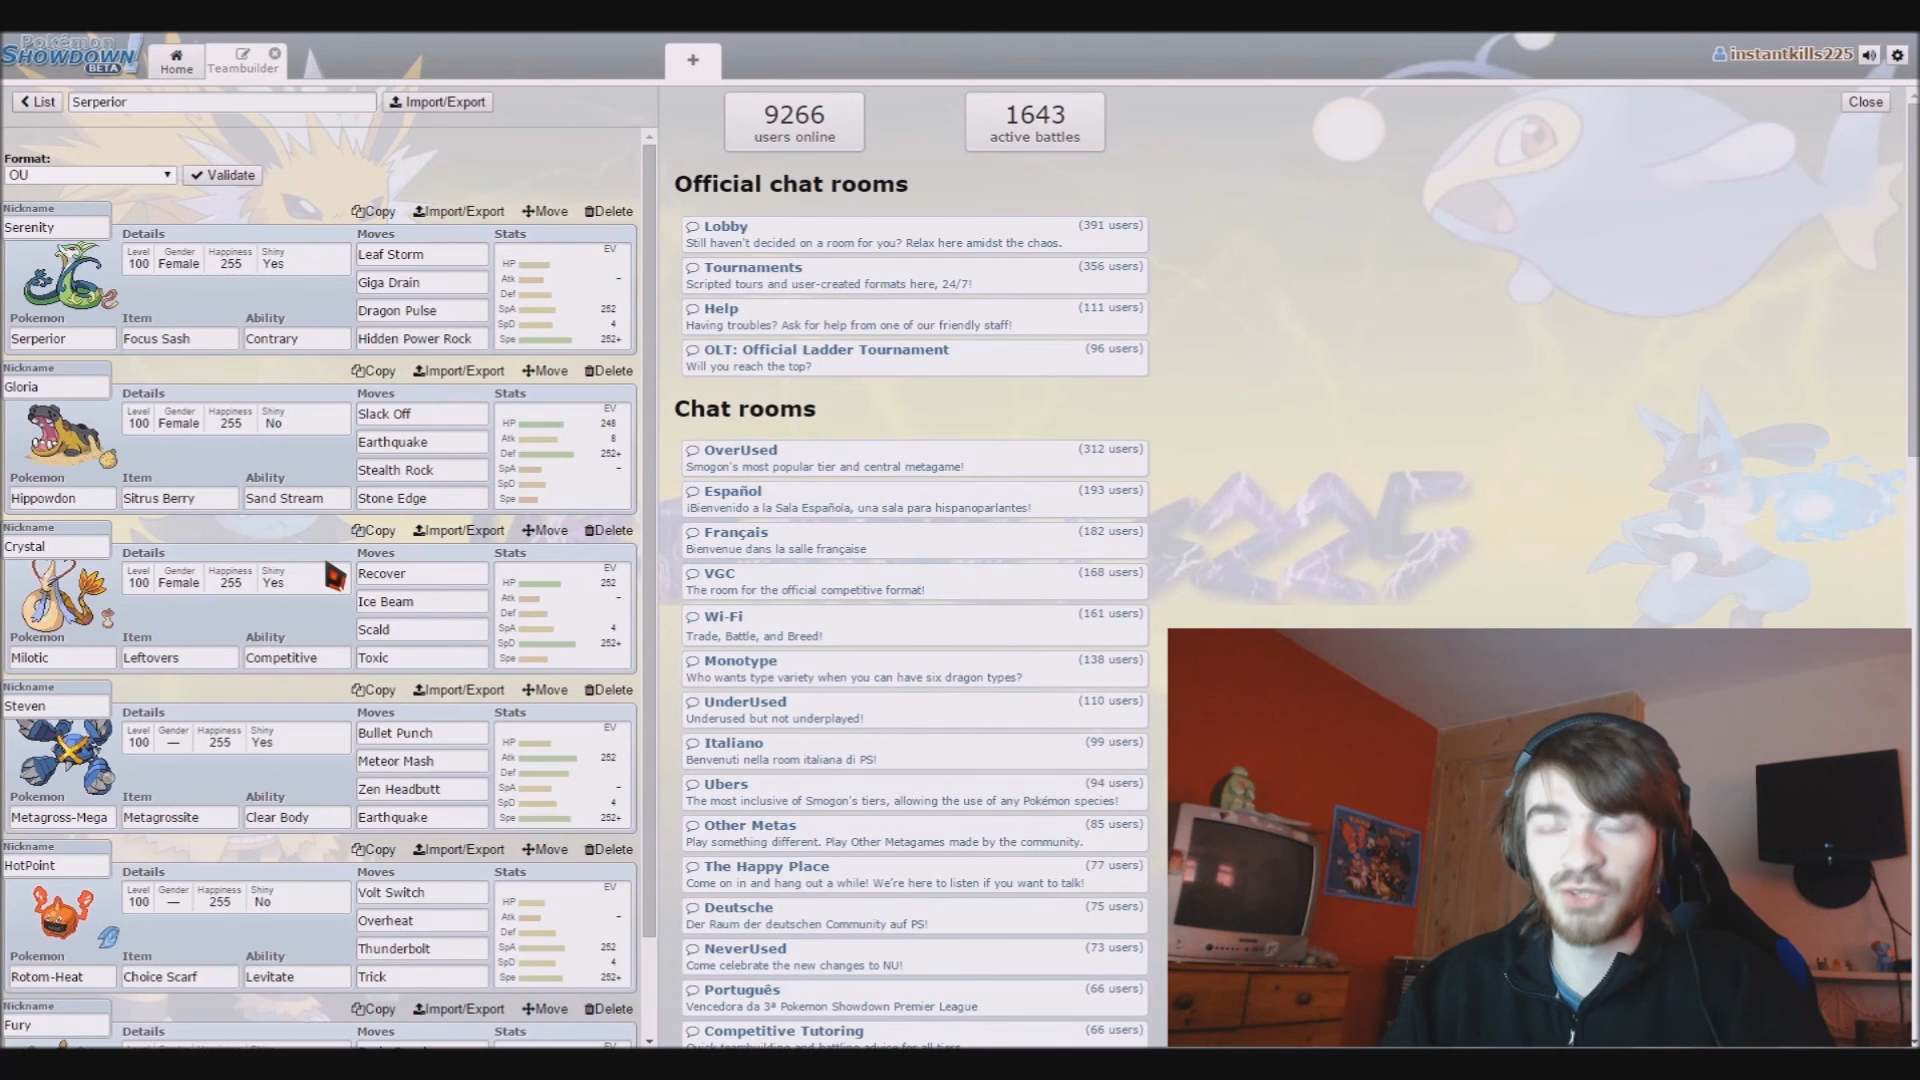 Pokémon
SHOWDOWN!
BETA
Home
Teambuilder
+
instantkills225
List
Serperior
Import/Export
Format:
OU
Validate
Nickname
Serenity
Copy Import/Export Move Delete
Details
Level Gender Happiness Shiny
100 Female 255 Yes
Pokemon Item Ability
Serperior Focus Sash Contrary
Moves
Leaf Storm
Giga Drain
Dragon Pulse
Hidden Power Rock
Stats
EV
HP
Atk -
Def
SpA 252
SpD 4
Spe 252+
Nickname
Gloria
Copy Import/Export Move Delete
Details
Level Gender Happiness Shiny
100 Female 255 No
Pokemon Item Ability
Hippowdon Sitrus Berry Sand Stream
Moves
Slack Off
Earthquake
Stealth Rock
Stone Edge
Stats
EV
HP 248
Atk 8
Def 252+
SpA -
SpD
Spe
Nickname
Crystal
Copy Import/Export Move Delete
Details
Level Gender Happiness Shiny
100 Female 255 Yes
Pokemon Item Ability
Milotic Leftovers Competitive
Moves
Recover
Ice Beam
Scald
Toxic
Stats
EV
HP 252
Atk -
Def
SpA 4
SpD 252+
Spe
Nickname
Steven
Copy Import/Export Move Delete
Details
Level Gender Happiness Shiny
100 — 255 Yes
Pokemon Item Ability
Metagross-Mega Metagrossite Clear Body
Moves
Bullet Punch
Meteor Mash
Zen Headbutt
Earthquake
Stats
EV
HP
Atk 252
Def
SpA -
SpD 4
Spe 252+
Nickname
HotPoint
Copy Import/Export Move Delete
Details
Level Gender Happiness Shiny
100 — 255 No
Pokemon Item Ability
Rotom-Heat Choice Scarf Levitate
Moves
Volt Switch
Overheat
Thunderbolt
Trick
Stats
EV
HP
Atk -
Def
SpA 252
SpD 4
Spe 252+
Nickname
Fury
Copy Import/Export Move Delete
Details
Moves
Stats
EV
9266
users online
1643
active battles
Close
Official chat rooms
Lobby (391 users)
Still haven't decided on a room for you? Relax here amidst the chaos.
Tournaments (356 users)
Scripted tours and user-created formats here, 24/7!
Help (111 users)
Having troubles? Ask for help from one of our friendly staff!
OLT: Official Ladder Tournament (96 users)
Will you reach the top?
Chat rooms
OverUsed (312 users)
Smogon's most popular tier and central metagame!
Español (193 users)
¡Bienvenido a la Sala Española, una sala para hispanoparlantes!
Français (182 users)
Bienvenue dans la salle française
VGC (168 users)
The room for the official competitive format!
Wi-Fi (161 users)
Trade, Battle, and Breed!
Monotype (138 users)
Who wants type variety when you can have six dragon types?
UnderUsed (110 users)
Underused but not underplayed!
Italiano (99 users)
Benvenuti nella room italiana di PS!
Ubers (94 users)
The most inclusive of Smogon's tiers, allowing the use of any Pokémon species!
Other Metas (85 users)
Play something different. Play Other Metagames made by the community.
The Happy Place (77 users)
Come on in and hang out a while! We're here to listen if you want to talk!
Deutsche (75 users)
Der Raum der deutschen Community auf PS!
NeverUsed (73 users)
Come celebrate the new changes to NU!
Português (66 users)
Vencedora da 3ª Pokemon Showdown Premier League
Competitive Tutoring (66 users)